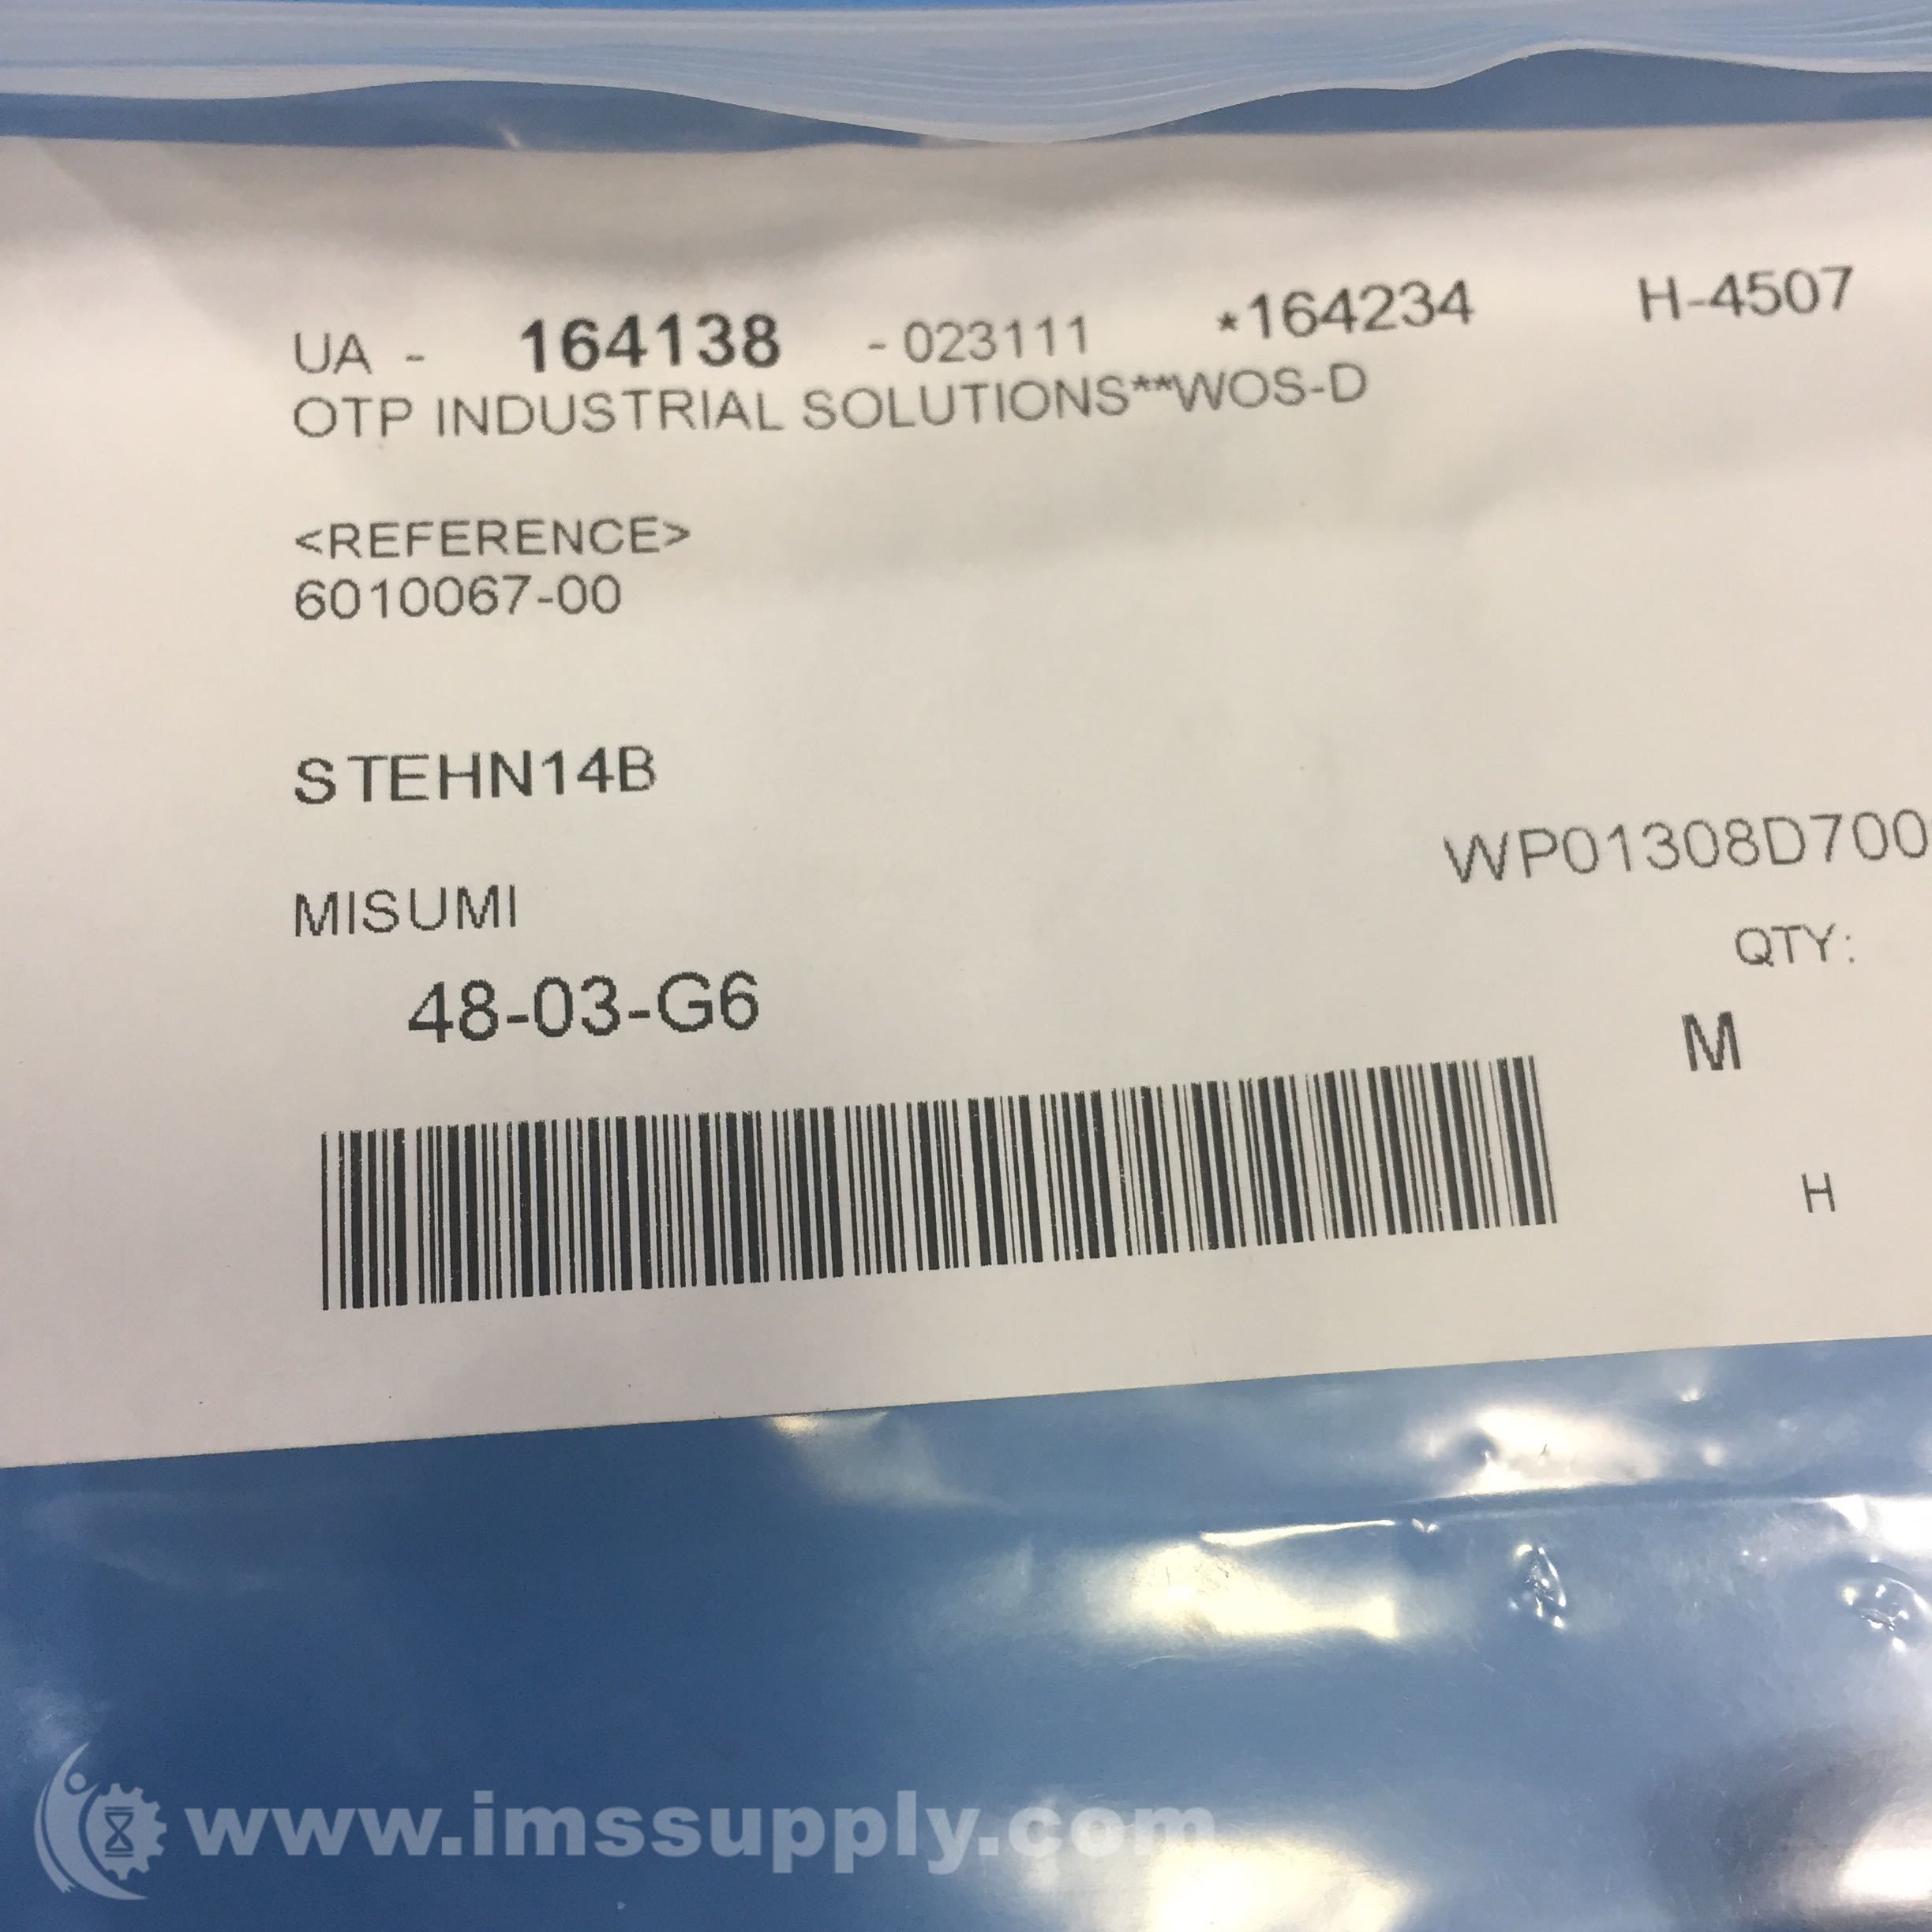 UA - 164138 - 023111 *164234 H-4507
OTP INDUSTRIAL SOLUTIONS**WOS-D
<REFERENCE>
6010067-00
STEHN14B
WP01308D700
MISUMI
QTY:
48-03-G6
M
H
www.imssupply.com